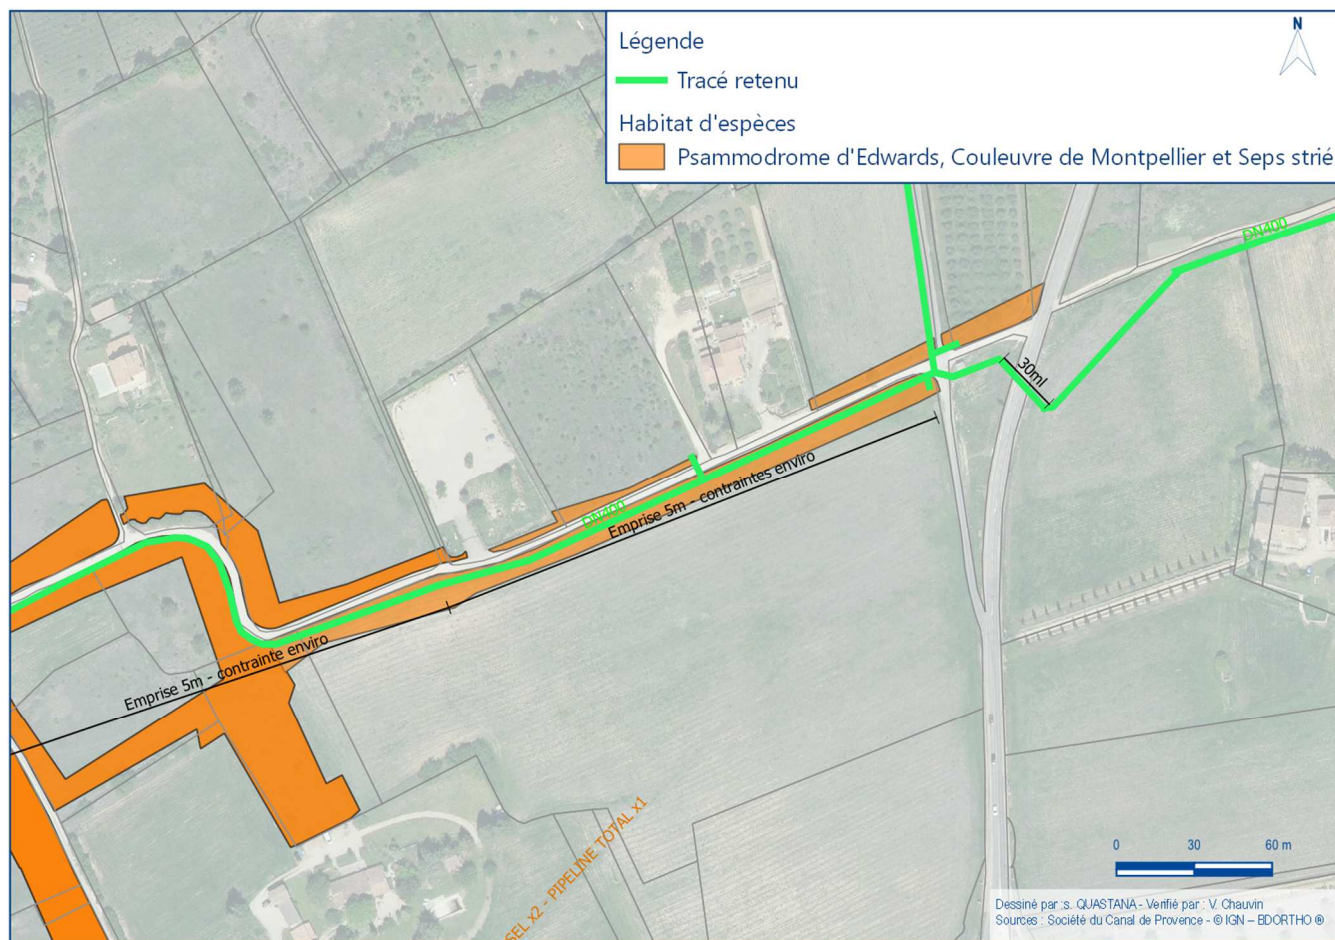 Légende
N
Tracé retenu
Habitat d'espèces
Psammodrome d'Edwards, Couleuvre de Montpellier et Seps strié
DN400
30ml
DN400
Emprise 5m - contraintes enviro
Emprise 5m - contrainte enviro
SEL x2 - PIPELINE TOTAL x1
0 30 60 m
Dessiné par :s. QUASTANA - Verifié par : V. Chauvin
Sources : Société du Canal de Provence - © IGN – BDORTHO ®